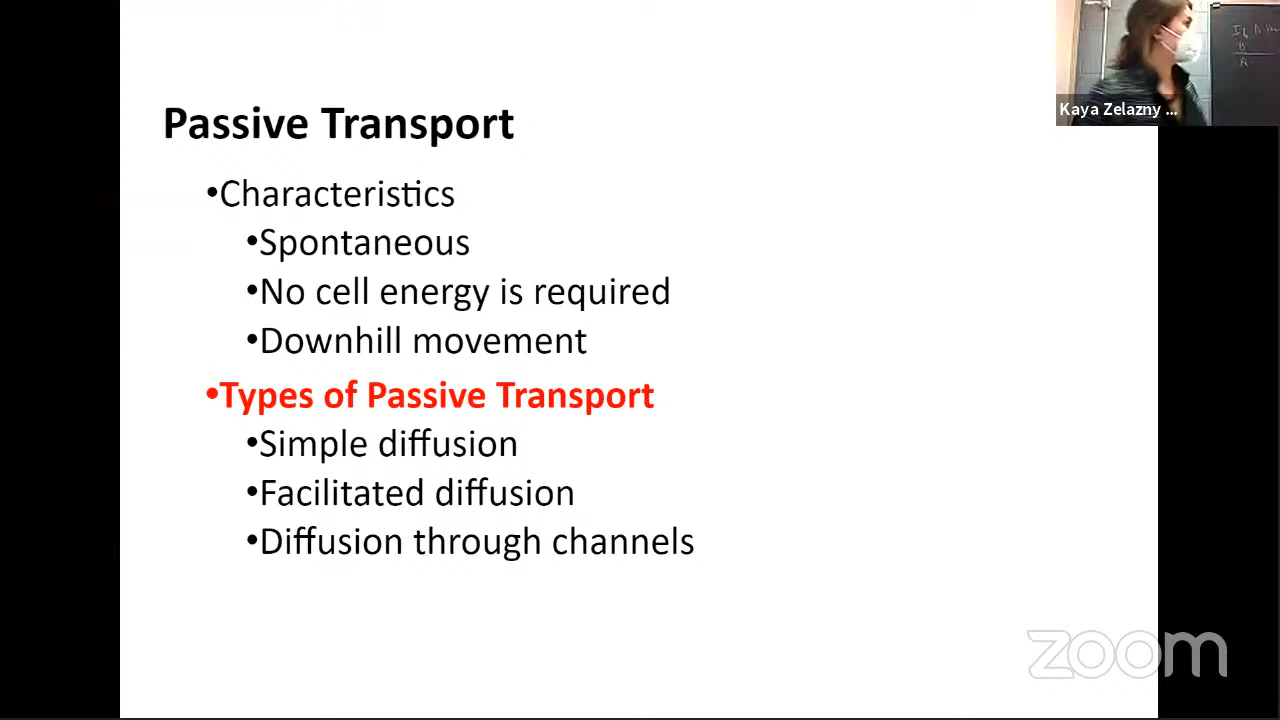 Passive Transport
•Characteristics
•Spontaneous
•No cell energy is required
•Downhill movement
•Types of Passive Transport
•Simple diffusion
•Facilitated diffusion
•Diffusion through channels
Kaya Zelazny ...
zoom